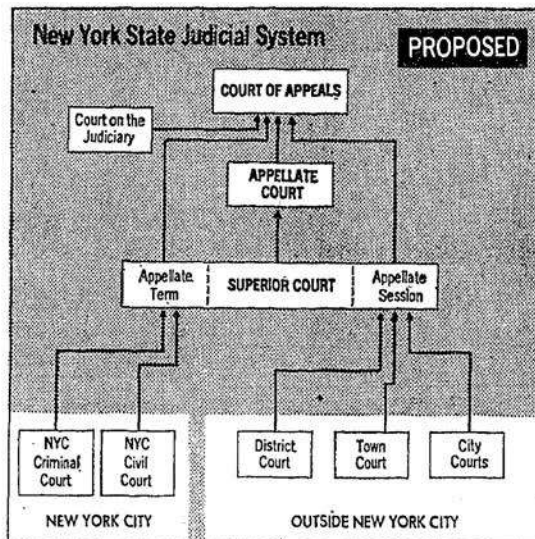 New York State Judicial System
PROPOSED
COURT OF APPEALS
Court on the
Judiciary
APPELLATE
COURT
Appellate
Term
SUPERIOR COURT
Appellate
Session
NYC
Criminal
Court
NYC
Civil
Court
District
Court
Town
Court
City
Courts
NEW YORK CITY
OUTSIDE NEW YORK CITY